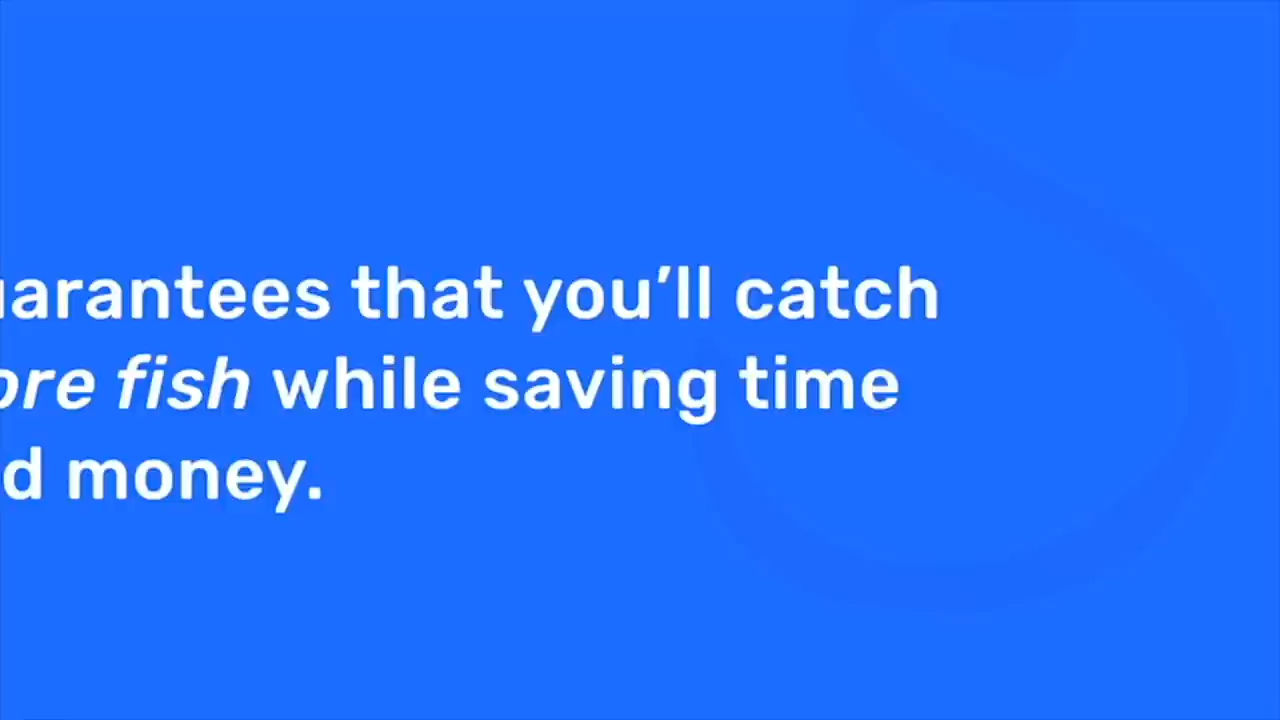 uarantees that you’ll catch
ore fish while saving time
d money.